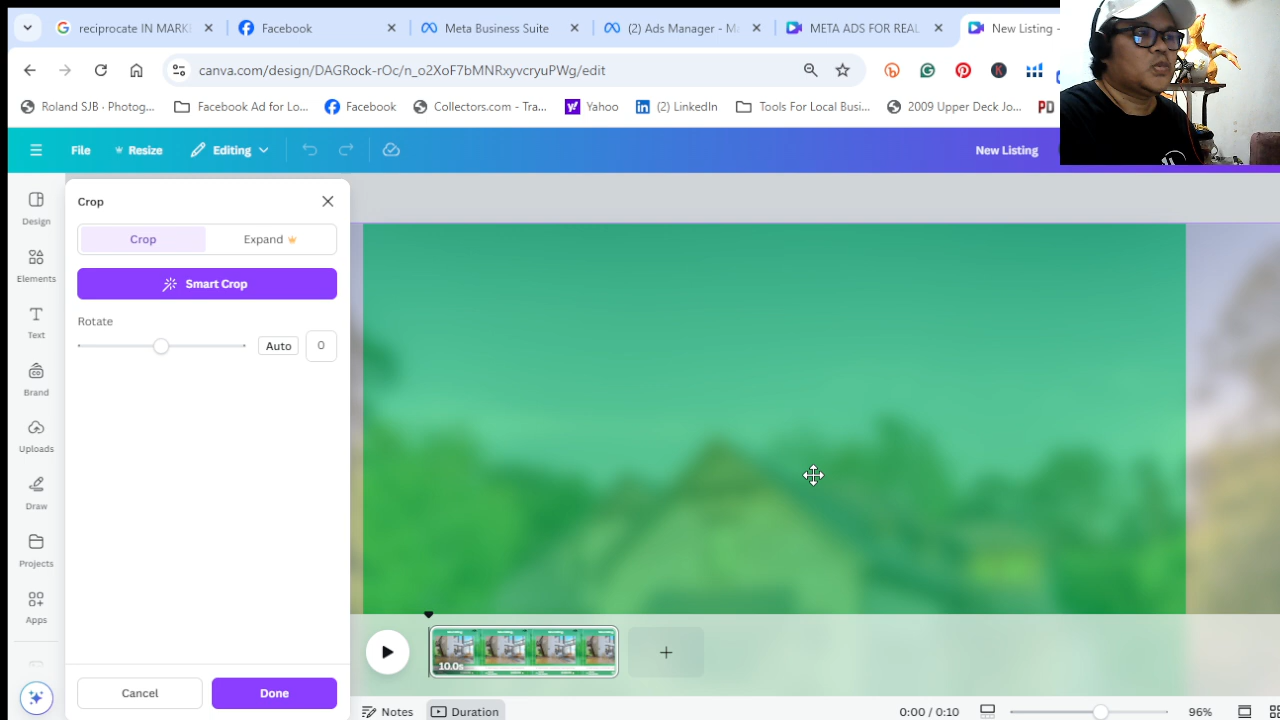 reciprocate IN MARK
Facebook
Meta Business Suite
(2) Ads Manager - M
META ADS FOR REAL
New Listing -
canva.com/design/DAGRock-rOc/n_o2XoF7bMNRxyvcryuPWg/edit
Roland SJB · Photog...
Facebook Ad for Lo...
Facebook
Collectors.com - Tra...
Yahoo
(2) LinkedIn
Tools For Local Busi...
2009 Upper Deck Jo...
PD
File
Resize
Editing
New Listing
Design
Elements
Text
Brand
Uploads
Draw
Projects
Apps
Crop
Crop
Expand
Smart Crop
Rotate
Auto
0
Cancel
Done
10.0s
Notes
Duration
0:00 / 0:10
96%